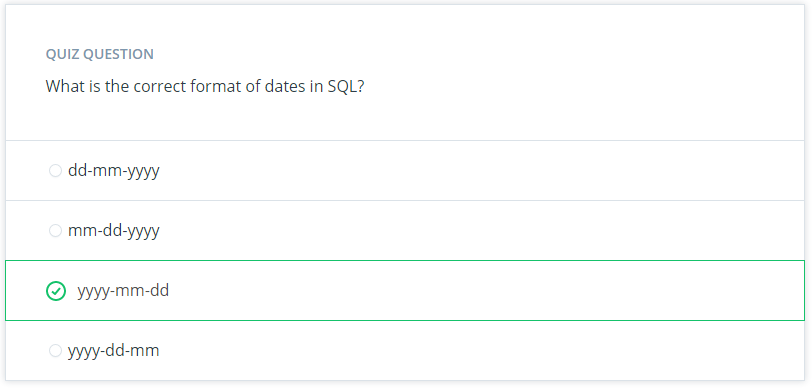 QUIZ QUESTION
What is the correct format of dates in SQL?
dd-mm-yyyy
mm-dd-yyyy
yyyy-mm-dd
yyyy-dd-mm